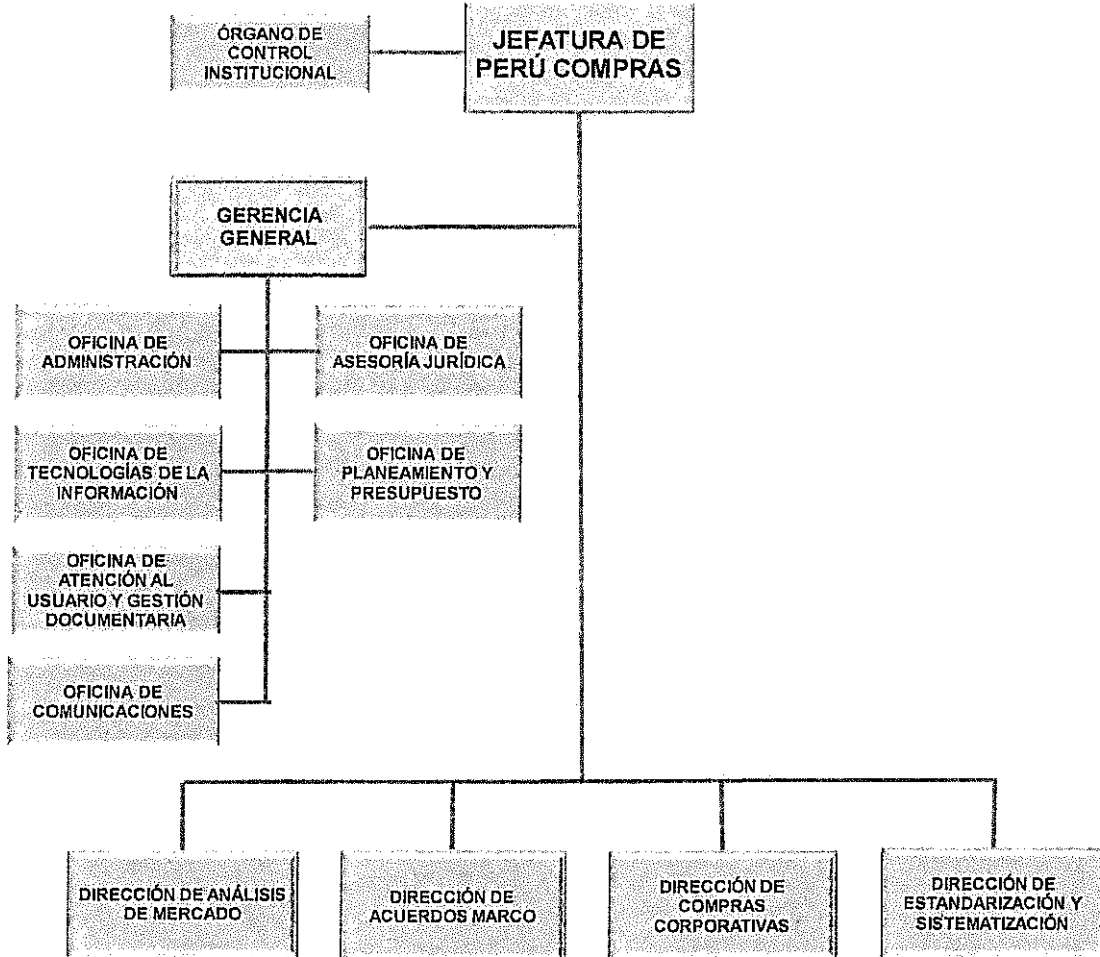 ÓRGANO DE
CONTROL
INSTITUCIONAL
JEFATURA DE
PERÚ COMPRAS
GERENCIA
GENERAL
OFICINA DE
ADMINISTRACIÓN
OFICINA DE
ASESORÍA JURÍDICA
OFICINA DE
TECNOLOGÍAS DE LA
INFORMACIÓN
OFICINA DE
PLANEAMIENTO Y
PRESUPUESTO
OFICINA DE
ATENCIÓN AL
USUARIO Y GESTIÓN
DOCUMENTARIA
OFICINA DE
COMUNICACIONES
DIRECCIÓN DE ANÁLISIS
DE MERCADO
DIRECCIÓN DE
ACUERDOS MARCO
DIRECCIÓN DE
COMPRAS
CORPORATIVAS
DIRECCIÓN DE
ESTANDARIZACIÓN Y
SISTEMATIZACIÓN